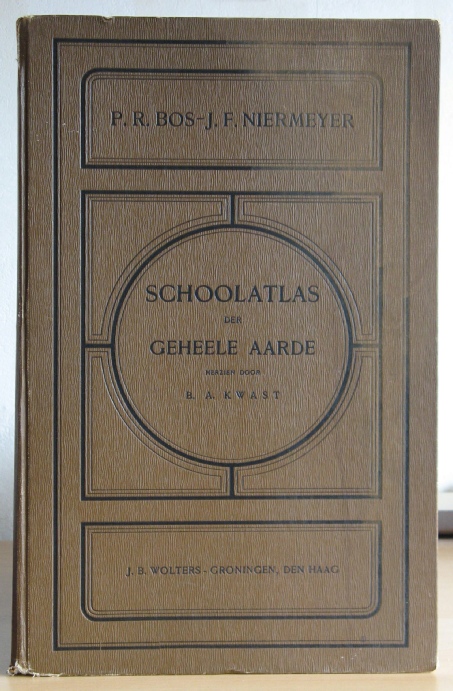 P. R. BOS-J. F. NIERMEYER
SCHOOLATLAS
DER
GEHEELE AARDE
HERZIEN DOOR
B. A. KWAST
J. B. WOLTERS - GRONINGEN, DEN HAAG